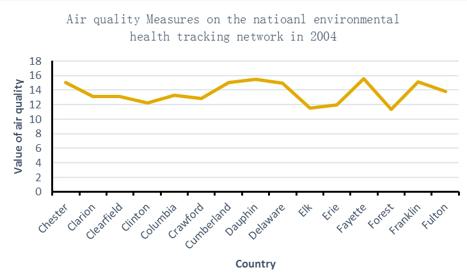 Air quality Measures on the natioanl environmental
health tracking network in 2004
Value of air quality
18
16
14
12
10
8
6
4
2
0
Chester
Clarion
Clearfield
Clinton
Columbia
Crawford
Cumberland
Dauphin
Delaware
Elk
Erie
Fayette
Forest
Franklin
Fulton
Country